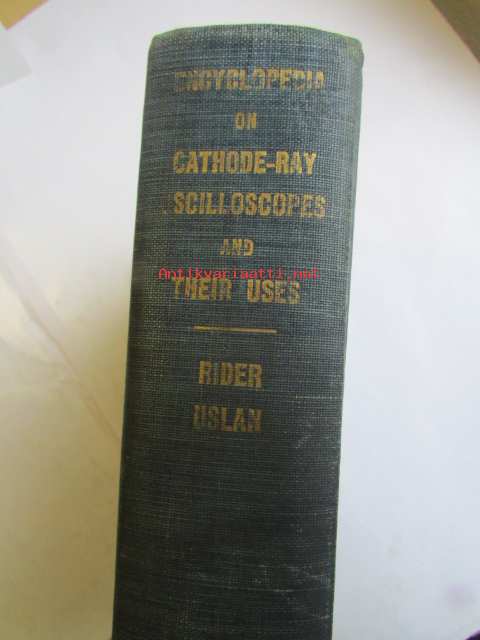 ENCYCLOPEDIA
ON
CATHODE-RAY
SCILLOSCOPES
AND
Antikvariaatti.net
THEIR USES
RIDER
USLAN